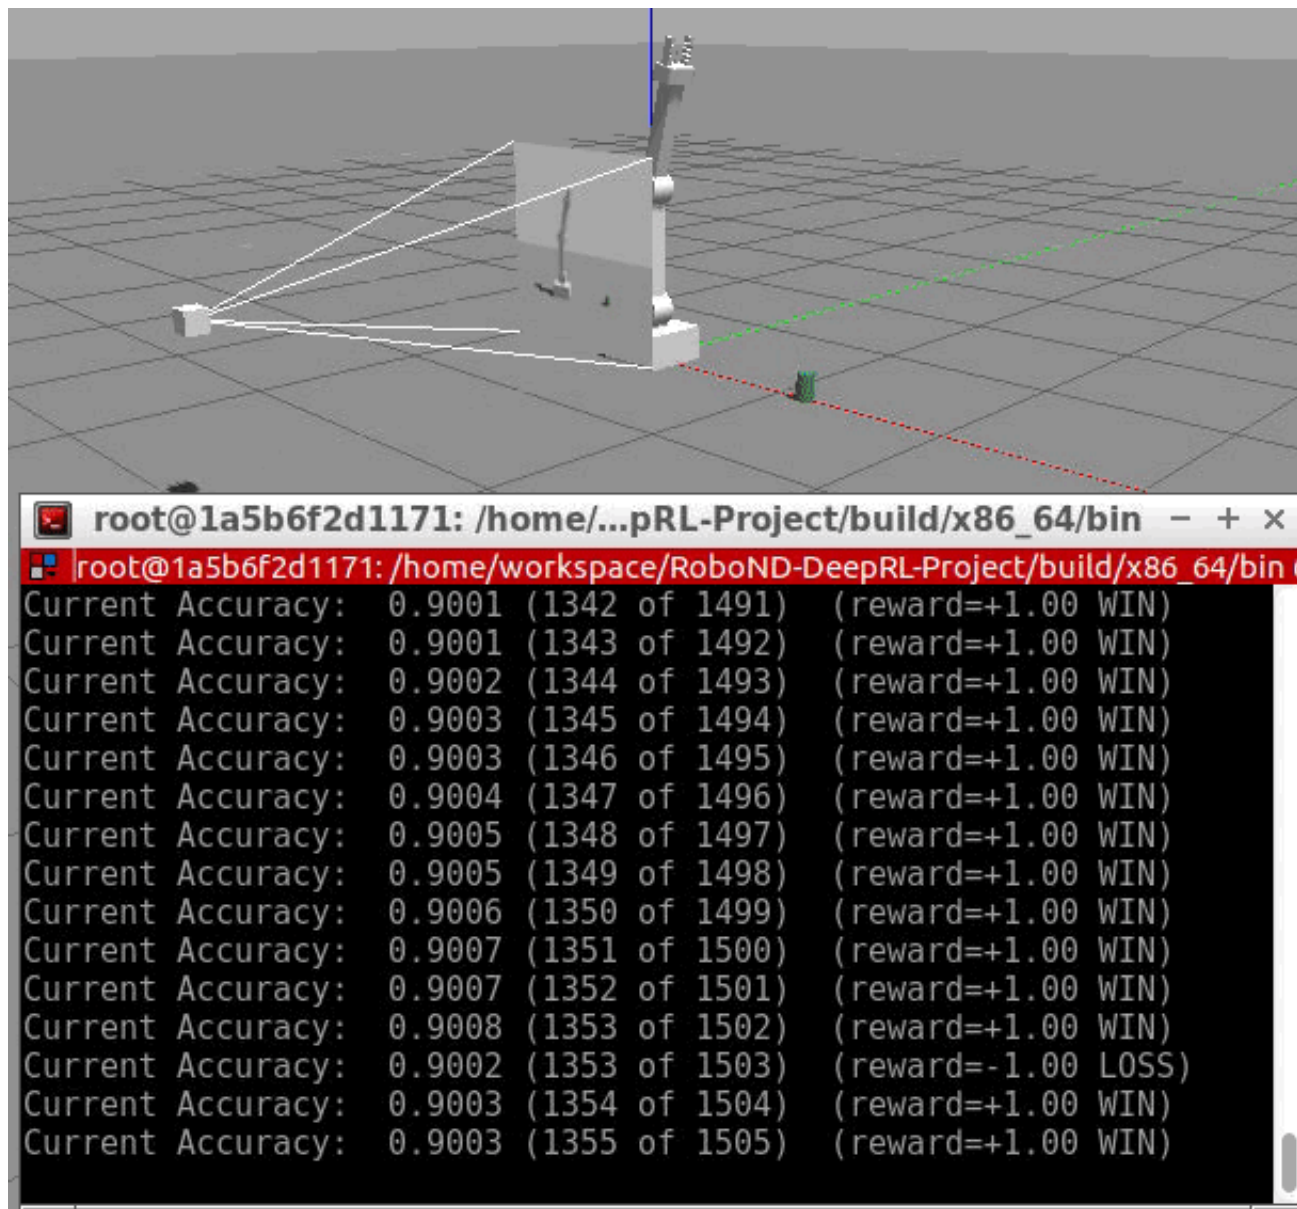 root@1a5b6f2d1171: /home/...pRL-Project/build/x86_64/bin
root@1a5b6f2d1171: /home/workspace/RoboND-DeepRL-Project/build/x86_64/bin
Current Accuracy:  0.9001 (1342 of 1491)  (reward=+1.00 WIN)
Current Accuracy:  0.9001 (1343 of 1492)  (reward=+1.00 WIN)
Current Accuracy:  0.9002 (1344 of 1493)  (reward=+1.00 WIN)
Current Accuracy:  0.9003 (1345 of 1494)  (reward=+1.00 WIN)
Current Accuracy:  0.9003 (1346 of 1495)  (reward=+1.00 WIN)
Current Accuracy:  0.9004 (1347 of 1496)  (reward=+1.00 WIN)
Current Accuracy:  0.9005 (1348 of 1497)  (reward=+1.00 WIN)
Current Accuracy:  0.9005 (1349 of 1498)  (reward=+1.00 WIN)
Current Accuracy:  0.9006 (1350 of 1499)  (reward=+1.00 WIN)
Current Accuracy:  0.9007 (1351 of 1500)  (reward=+1.00 WIN)
Current Accuracy:  0.9007 (1352 of 1501)  (reward=+1.00 WIN)
Current Accuracy:  0.9008 (1353 of 1502)  (reward=+1.00 WIN)
Current Accuracy:  0.9002 (1353 of 1503)  (reward=-1.00 LOSS)
Current Accuracy:  0.9003 (1354 of 1504)  (reward=+1.00 WIN)
Current Accuracy:  0.9003 (1355 of 1505)  (reward=+1.00 WIN)